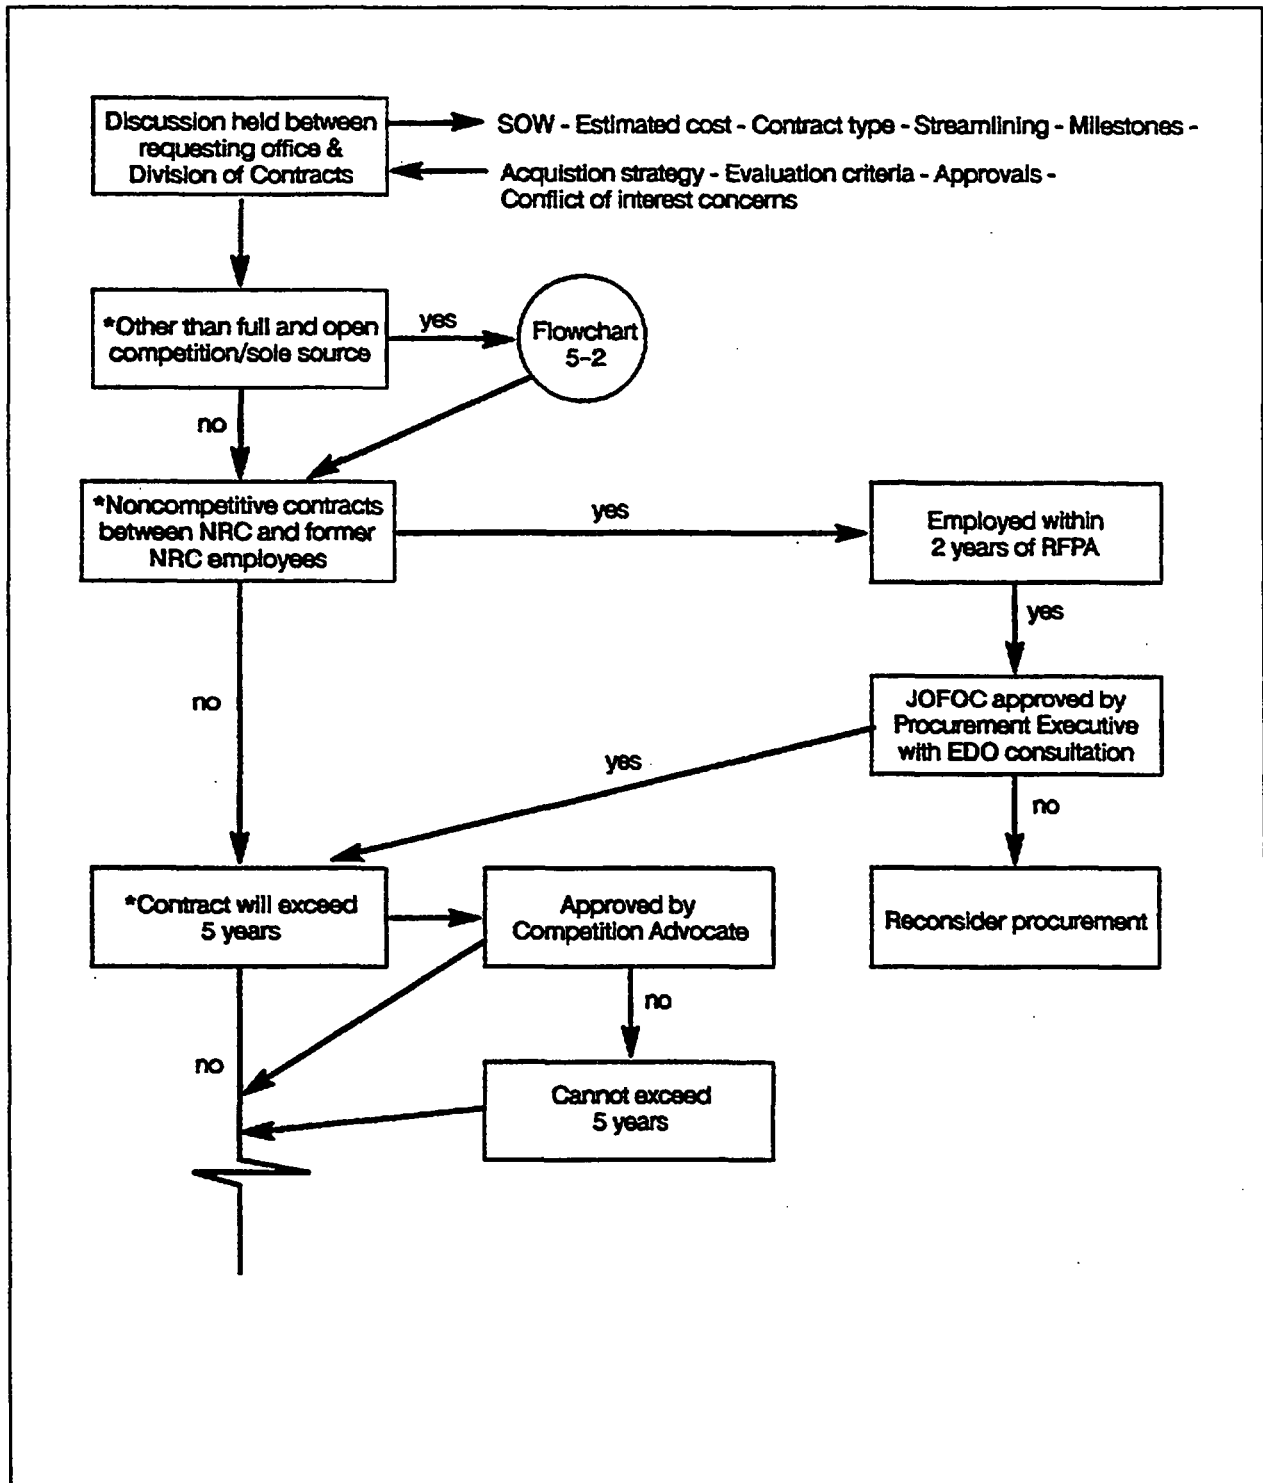 Discussion held between
requesting office &
Division of Contracts
SOW - Estimated cost - Contract type - Streamlining - Milestones -
Acquistion strategy - Evaluation criteria - Approvals -
Conflict of interest concerns
*Other than full and open
competition/sole source
yes
Flowchart
5-2
no
*Noncompetitive contracts
between NRC and former
NRC employees
yes
Employed within
2 years of RFPA
yes
no
JOFOC approved by
Procurement Executive
with EDO consultation
yes
no
*Contract will exceed
5 years
Approved by
Competition Advocate
Reconsider procurement
no
no
Cannot exceed
5 years